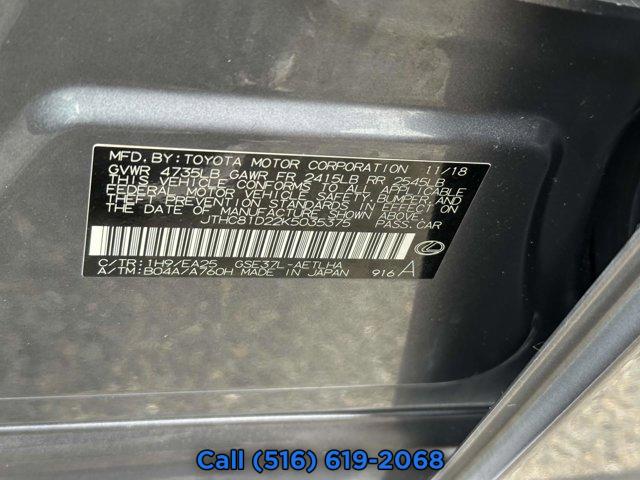 MFD. BY: TOYOTA MOTOR CORPORATION 11/18
GVWR 4735LB GAWR FR 2415LB RR 2545LB
THIS VEHICLE CONFORMS TO ALL APPLICABLE
FEDERAL MOTOR VEHICLE SAFETY, BUMPER, AND
THEFT PREVENTION STANDARDS IN EFFECT ON
THE DATE OF MANUFACTURE SHOWN ABOVE.
JTHC81D22K5035375 PASS. CAR
C/TR: 1H9/EA25 GSE37L-AETLHA
A/TM: B04A/A760H MADE IN JAPAN 916 A
Call (516) 619-2068